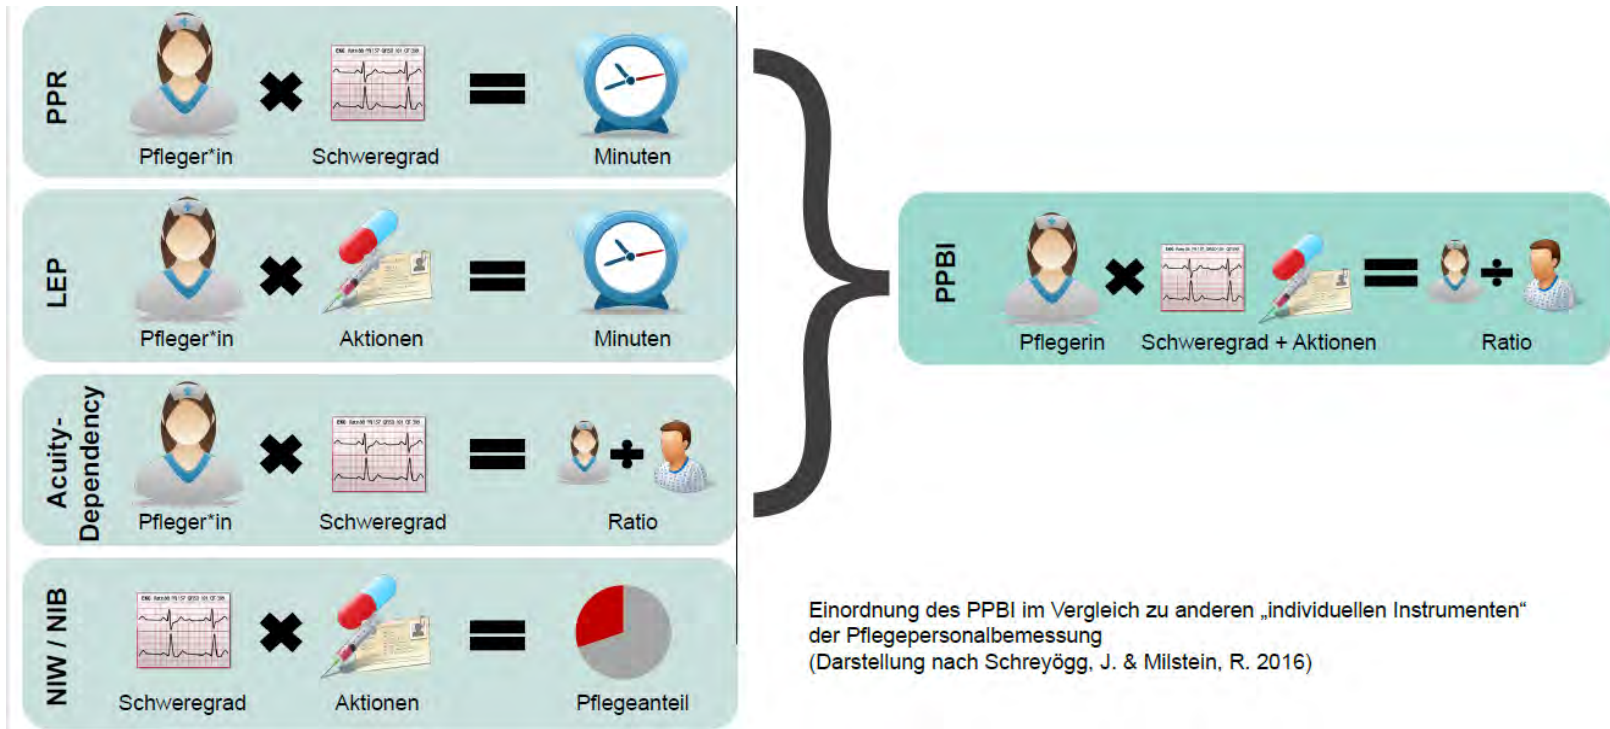 PPR
Pfleger*in
Schweregrad
Minuten
LEP
Pfleger*in
Aktionen
Minuten
Acuity-
Dependency
Pfleger*in
Schweregrad
Ratio
NIW / NIB
Schweregrad
Aktionen
Pflegeanteil
PPBI
Pflegerin
Schweregrad + Aktionen
Ratio
Einordnung des PPBI im Vergleich zu anderen „individuellen Instrumenten“
der Pflegepersonalbemessung
(Darstellung nach Schreyögg, J. & Milstein, R. 2016)